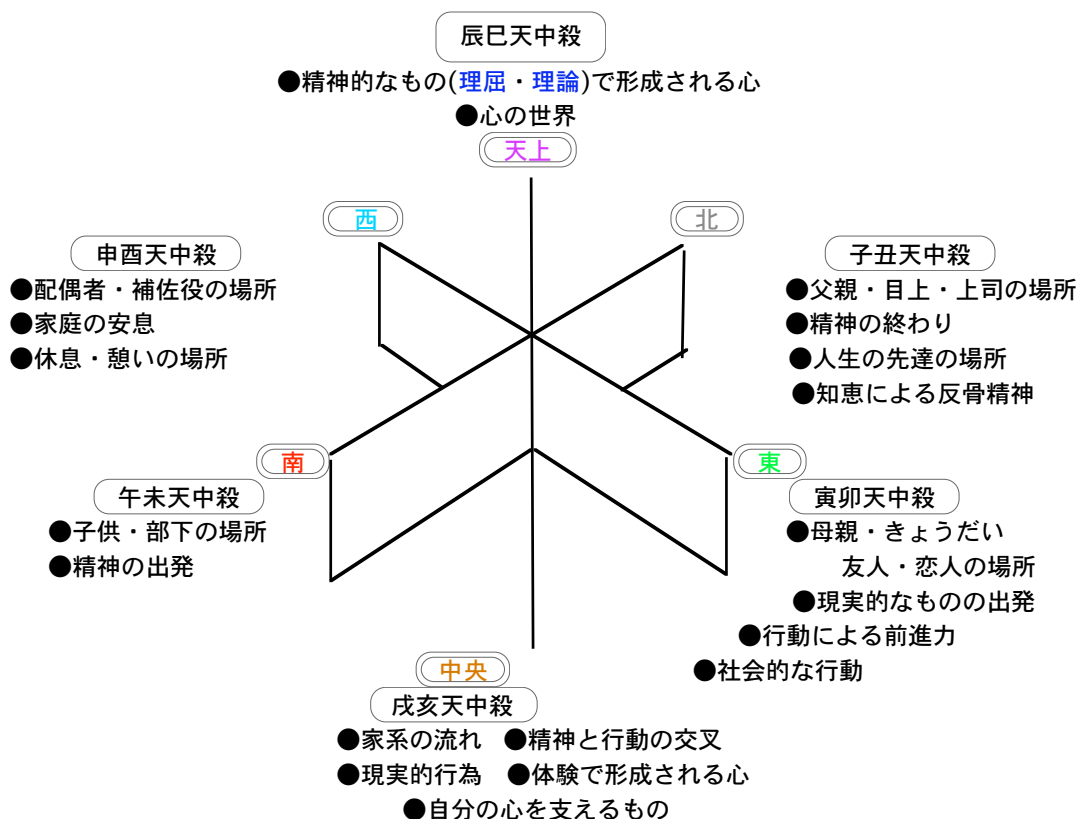 辰巳天中殺
●精神的なもの(理屈・理論)で形成される心
●心の世界
天上
西
北
申酉天中殺
●配偶者・補佐役の場所
●家庭の安息
●休息・憩いの場所
子丑天中殺
●父親・目上・上司の場所
●精神の終わり
●人生の先達の場所
●知恵による反骨精神
南
東
午未天中殺
●子供・部下の場所
●精神の出発
寅卯天中殺
●母親・きょうだい
友人・恋人の場所
●現実的なものの出発
●行動による前進力
●社会的な行動
中央
戌亥天中殺
●家系の流れ ●精神と行動の交叉
●現実的行為 ●体験で形成される心
●自分の心を支えるもの